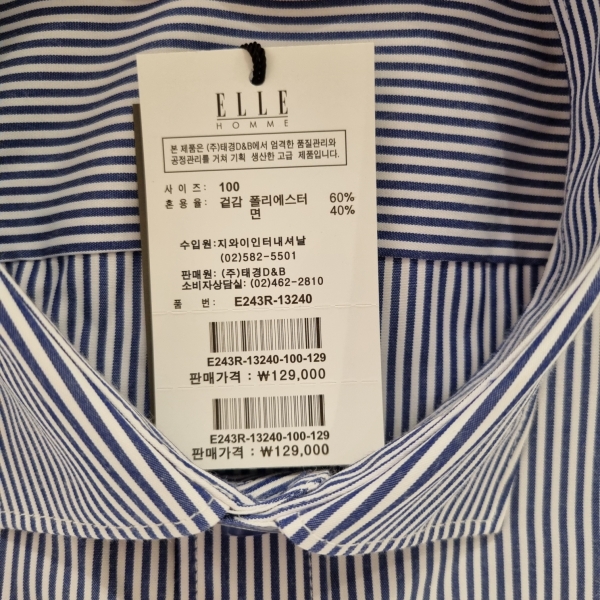 ELLE
HOMME
본 제품은 (주)태경D&B에서 엄격한 품질관리와
공정관리를 거쳐 기획 생산한 고급 제품입니다.
사 이 즈 : 100
혼 용 율 : 겉감 폴리에스터 60%
면 40%
수입원:지와이인터내셔날
(02)582-5501
판매원: (주)태경D&B
소비자상담실: (02)462-2810
품 번: E243R-13240
E243R-13240-100-129
판매가격 : ₩129,000
E243R-13240-100-129
판매가격 : ₩129,000